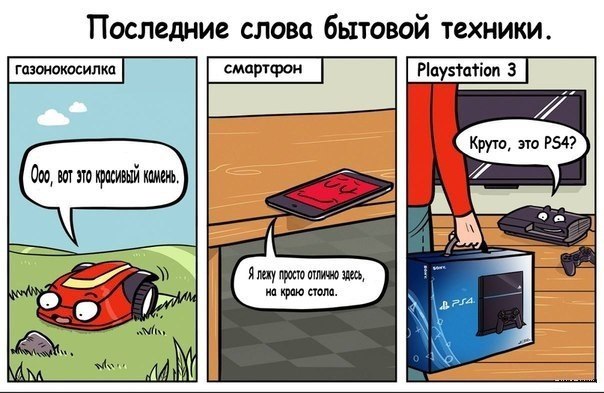 Последние слова бытовой техники.
газонокосилка
Ооо, вот это красивый камень.
смартфон
Я лежу просто отлично здесь,
на краю стола.
Playstation 3
Круто, это PS4?
SONY
PS4